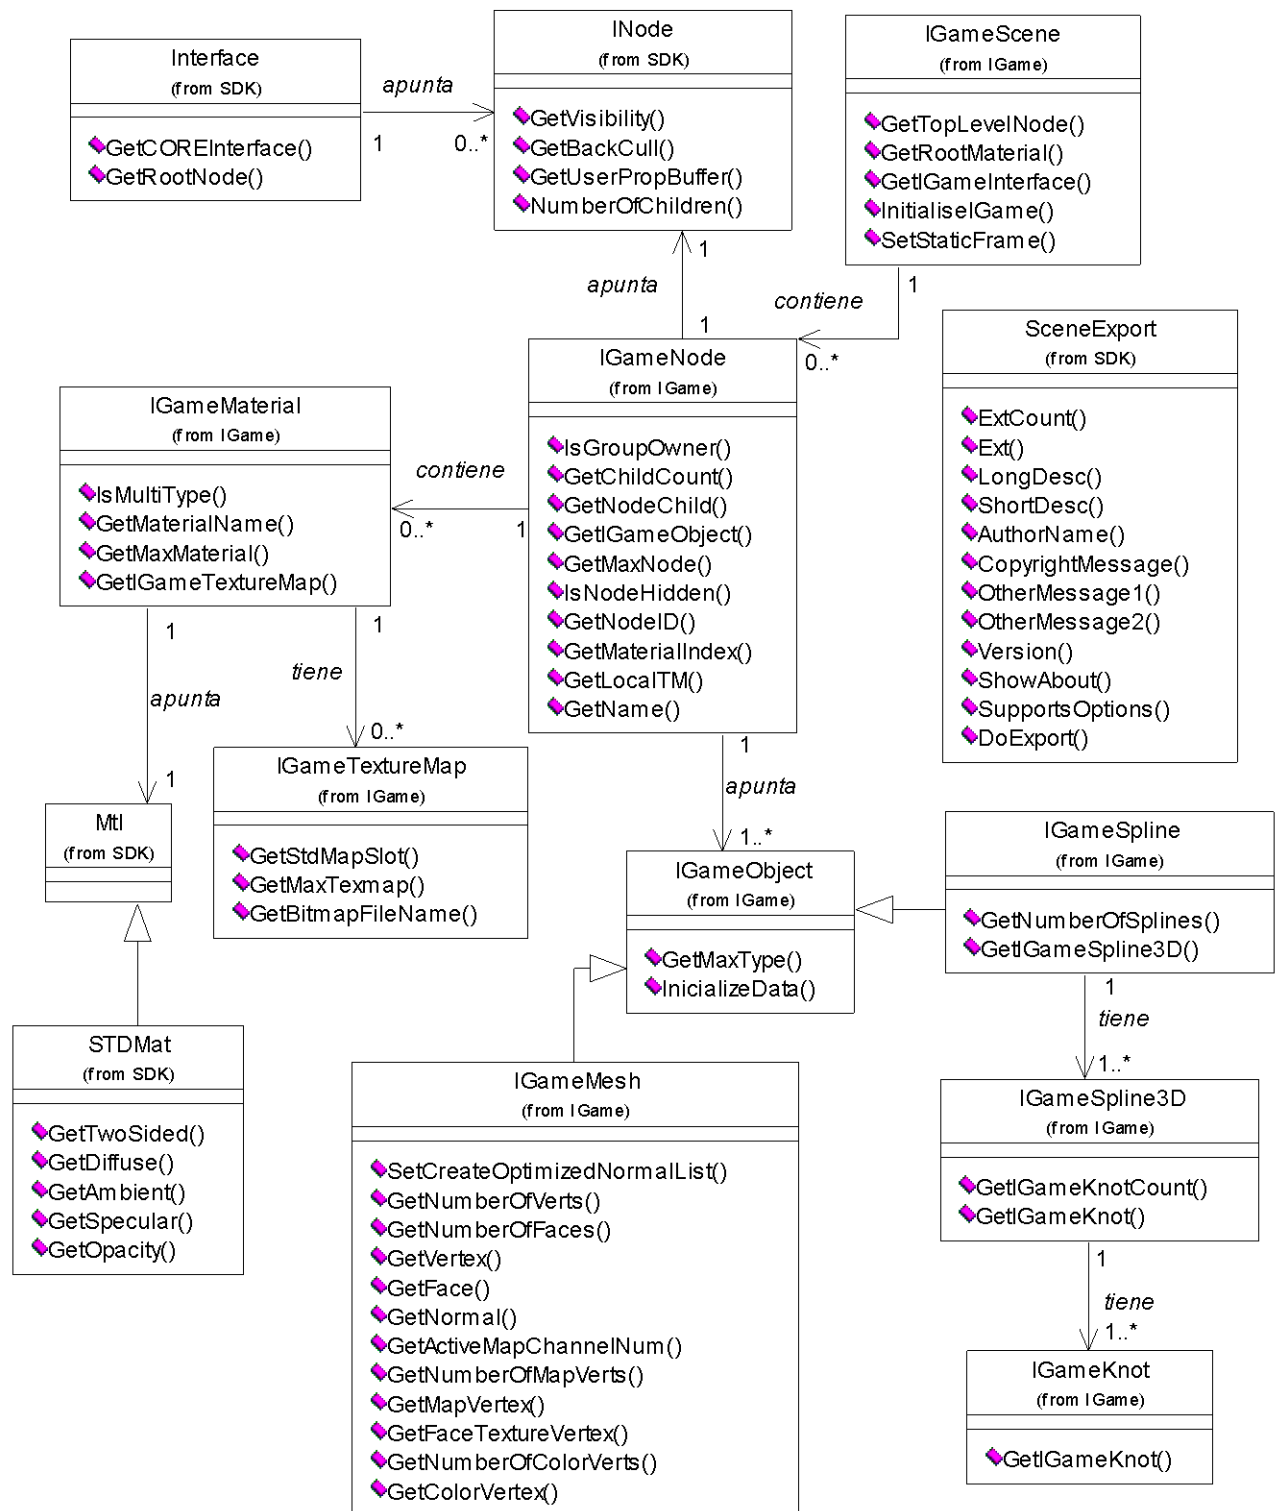 Interface
(from SDK)
GetCOREInterface()
GetRootNode()
apunta
1
0..*
INode
(from SDK)
GetVisibility()
GetBackCull()
GetUserPropBuffer()
NumberOfChildren()
IGameScene
(from IGame)
GetTopLevelNode()
GetRootMaterial()
GetIGameInterface()
InitialiseIGame()
SetStaticFrame()
1
apunta
1
1
contiene
0..*
IGameNode
(from IGame)
IsGroupOwner()
GetChildCount()
GetNodeChild()
GetIGameObject()
GetMaxNode()
IsNodeHidden()
GetNodeID()
GetMaterialIndex()
GetLocalTM()
GetName()
SceneExport
(from SDK)
ExtCount()
Ext()
LongDesc()
ShortDesc()
AuthorName()
CopyrightMessage()
OtherMessage1()
OtherMessage2()
Version()
ShowAbout()
SupportsOptions()
DoExport()
IGameMaterial
(from IGame)
IsMultiType()
GetMaterialName()
GetMaxMaterial()
GetIGameTextureMap()
contiene
0..*
1
1
apunta
1
1
tiene
0..*
IGameTextureMap
(from IGame)
GetStdMapSlot()
GetMaxTexmap()
GetBitmapFileName()
Mtl
(from SDK)
1
apunta
1..*
IGameObject
(from IGame)
GetMaxType()
InicializeData()
IGameSpline
(from IGame)
GetNumberOfSplines()
GetIGameSpline3D()
1
tiene
1..*
STDMat
(from SDK)
GetTwoSided()
GetDiffuse()
GetAmbient()
GetSpecular()
GetOpacity()
IGameMesh
(from IGame)
SetCreateOptimizedNormalList()
GetNumberOfVerts()
GetNumberOfFaces()
GetVertex()
GetFace()
GetNormal()
GetActiveMapChannelNum()
GetNumberOfMapVerts()
GetMapVertex()
GetFaceTextureVertex()
GetNumberOfColorVerts()
GetColorVertex()
IGameSpline3D
(from IGame)
GetIGameKnotCount()
GetIGameKnot()
1
tiene
1..*
IGameKnot
(from IGame)
GetIGameKnot()